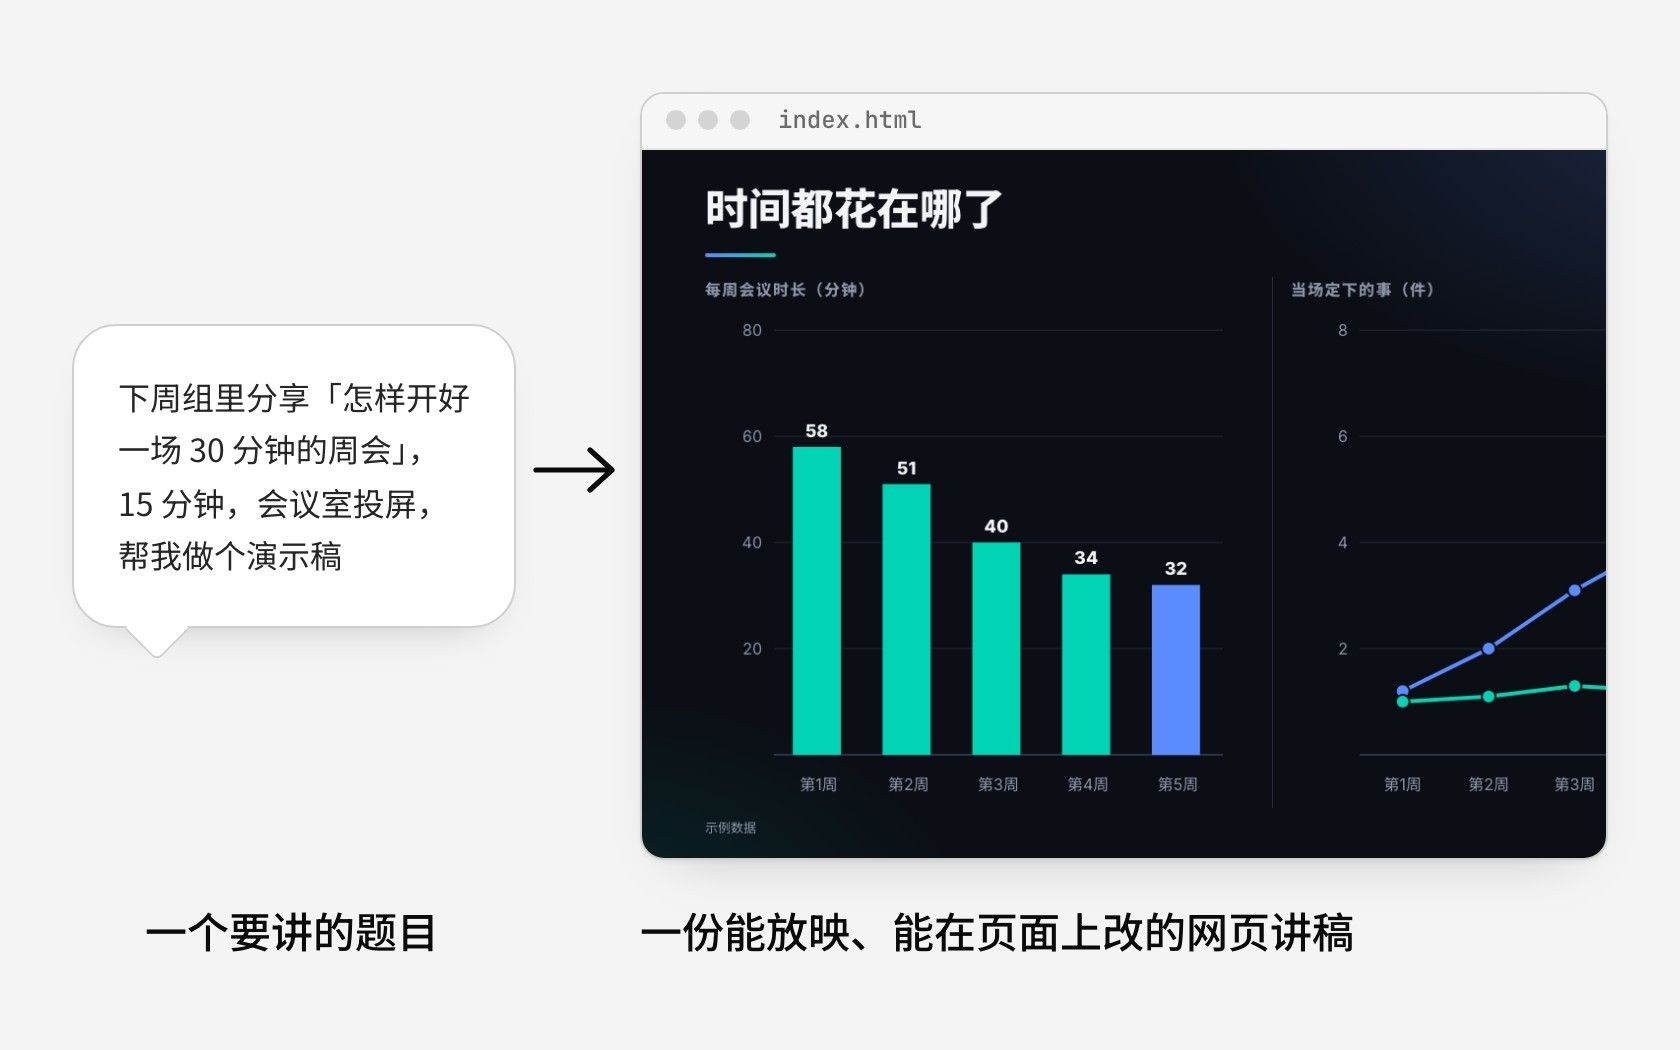 下周组里分享「怎样开好
一场 30 分钟的周会」，
15 分钟，会议室投屏，
帮我做个演示稿
index.html
时间都花在哪了
每周会议时长（分钟）
80
60
40
20
58
51
40
34
32
第1周
第2周
第3周
第4周
第5周
当场定下的事（件）
8
6
4
2
第1周
第2周
第3周
示例数据
一个要讲的题目
一份能放映、能在页面上改的网页讲稿